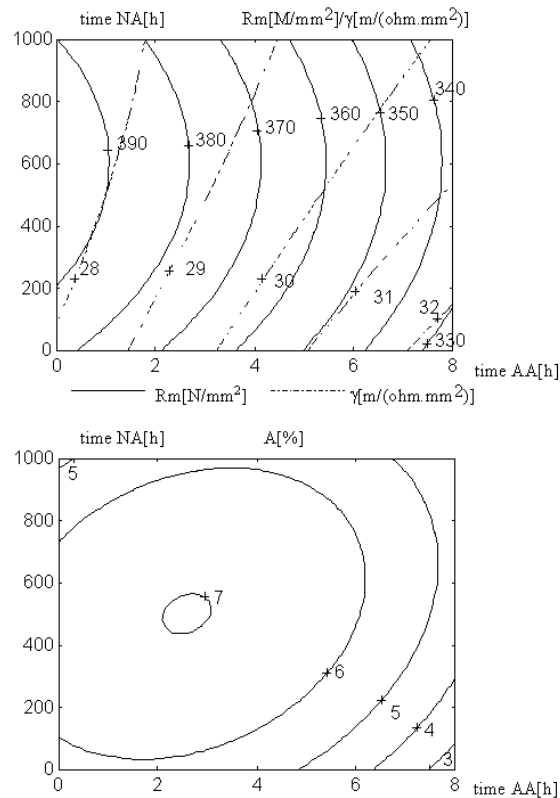 time NA[h] Rm[M/mm²]/γ[m/(ohm.mm²)]
1000 340
800 390 380 370 360 350
600
400
200 28 29 30 31 32
0 330
0 2 4 6 8 time AA[h]
Rm[N/mm²] γ[m/(ohm.mm²)]
time NA[h] A[%]
1000 5
800
600 7
400 6
200 5 4
0 3
0 2 4 6 8 time AA[h]